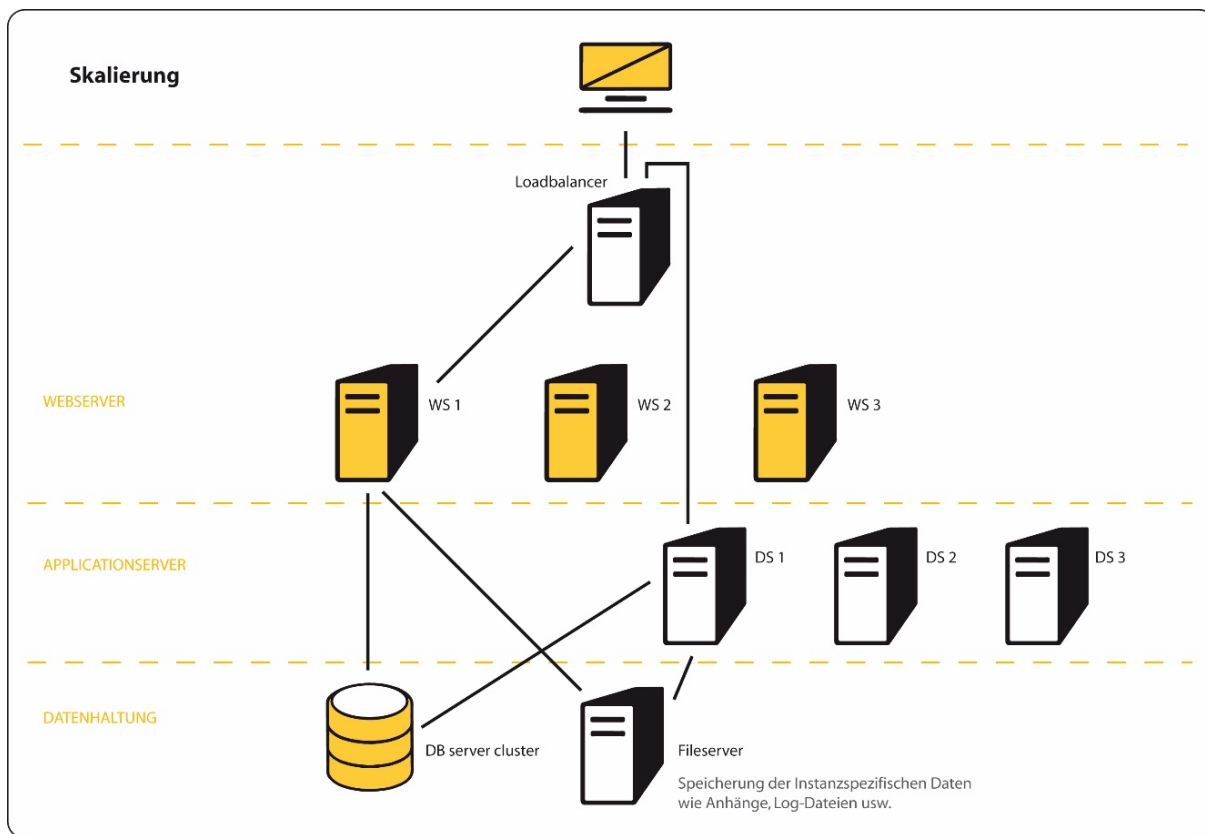 Skalierung
Loadbalancer
WEBSERVER
WS 1
WS 2
WS 3
APPLICATIONSERVER
DS 1
DS 2
DS 3
DATENHALTUNG
DB server cluster
Fileserver
Speicherung der Instanzspezifischen Daten
wie Anhänge, Log-Dateien usw.